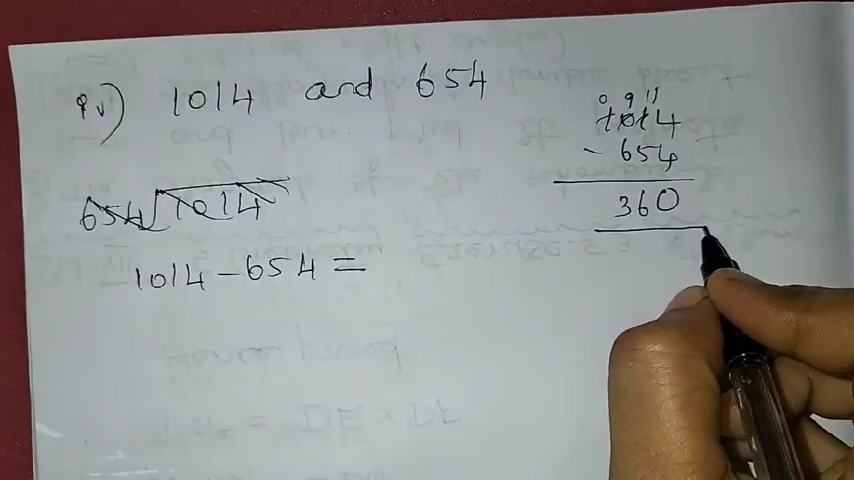 iv) 1014 and 654
654 1014
1014 - 654 =
0 9 11
1014
- 654
360